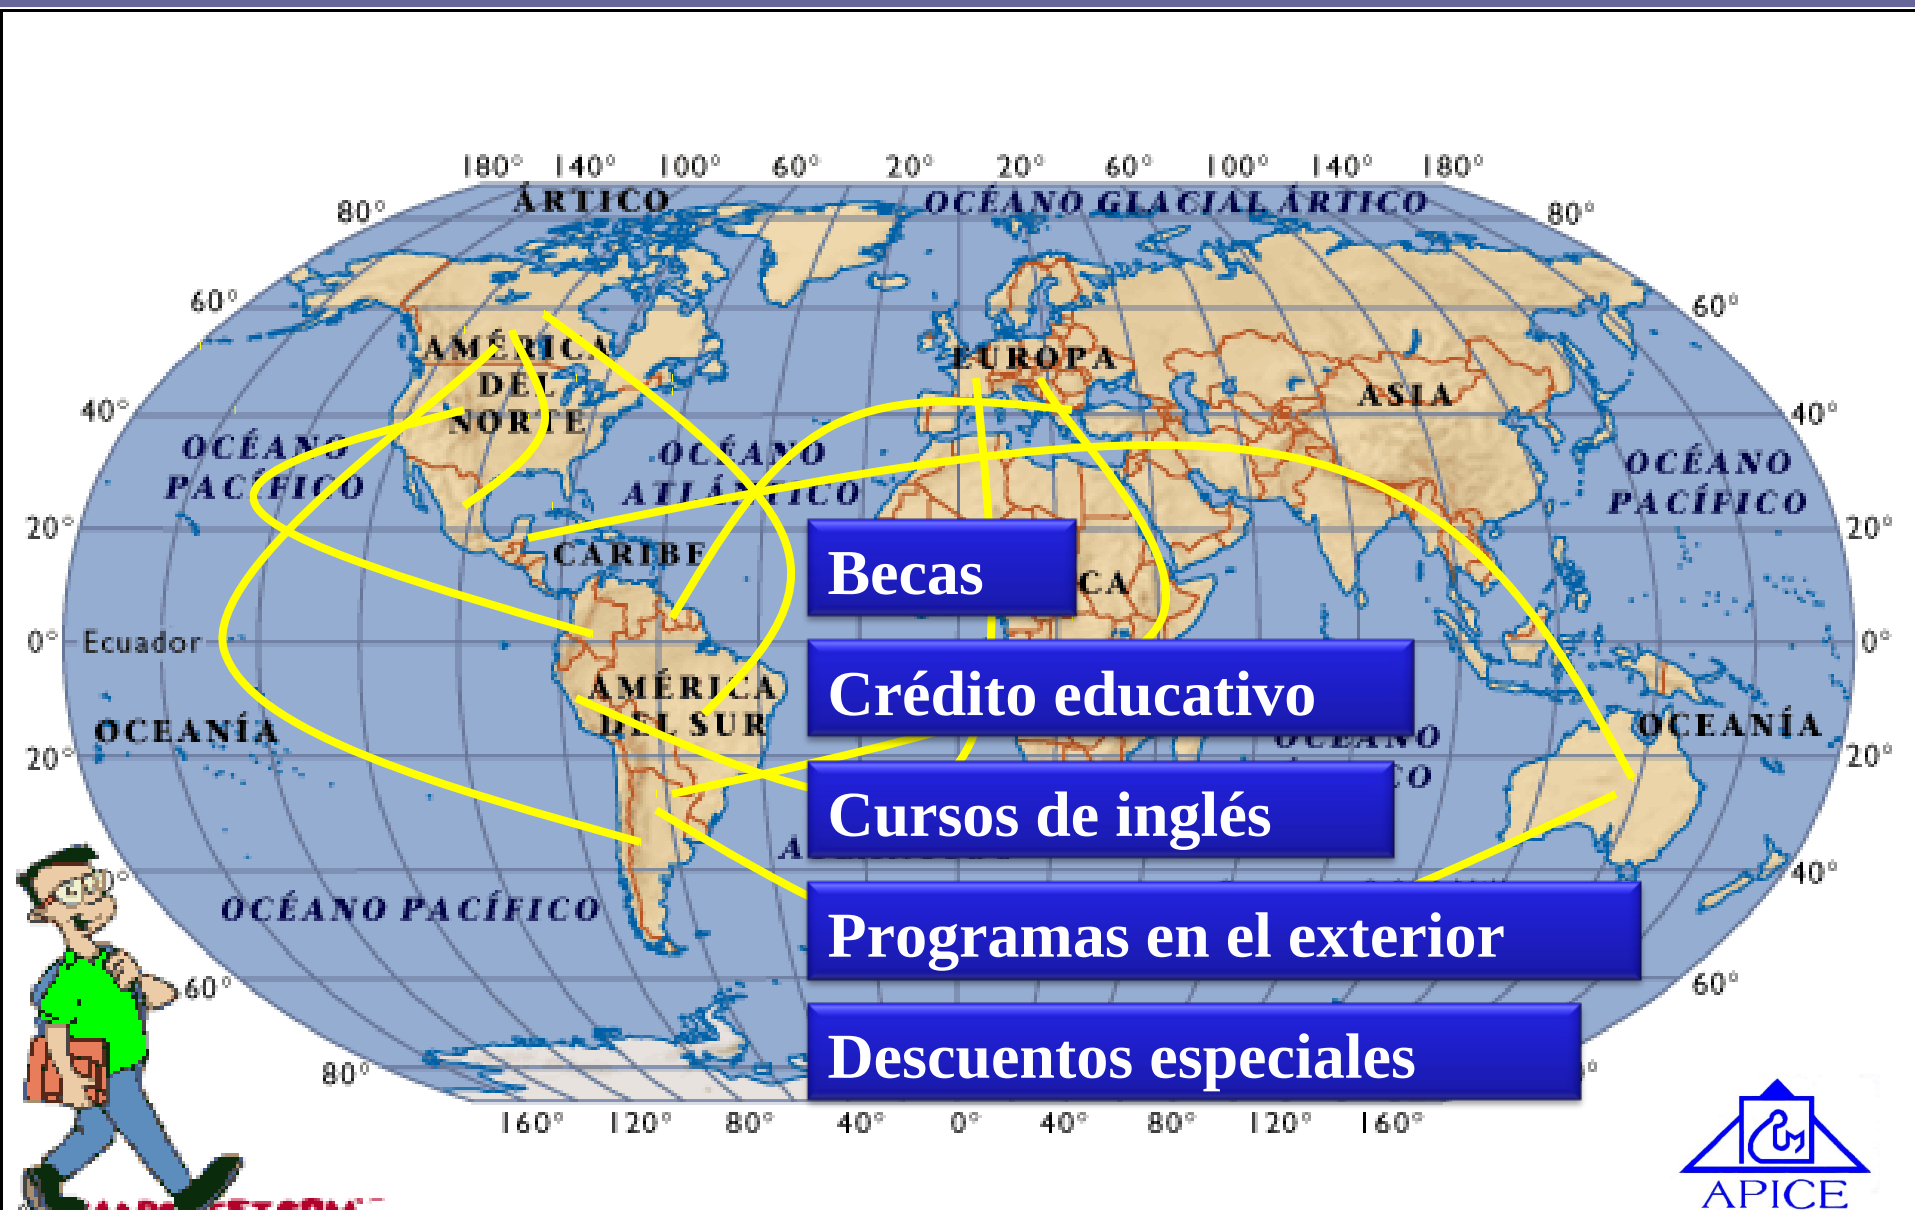 180° 140° 100° 60° 20° 20° 60° 100° 140° 180°
ÁRTICO
OCÉANO GLACIAL ÁRTICO
80°
80°
60°
60°
AMÉRICA
DEL
NORTE
EUROPA
ASIA
40°
40°
OCÉANO
PACÍFICO
OCÉANO
ATLÁNTICO
OCÉANO
PACÍFICO
20°
20°
CARIBE
Becas
CA
0°
Ecuador
0°
AMÉRICA
DEL SUR
Crédito educativo
OCEANÍA
OCÉANO
OCEANÍA
20°
CO
20°
Cursos de inglés
40°
OCÉANO PACÍFICO
Programas en el exterior
60°
60°
Descuentos especiales
80°
160° 120° 80° 40° 0° 40° 80° 120° 160°
APICE